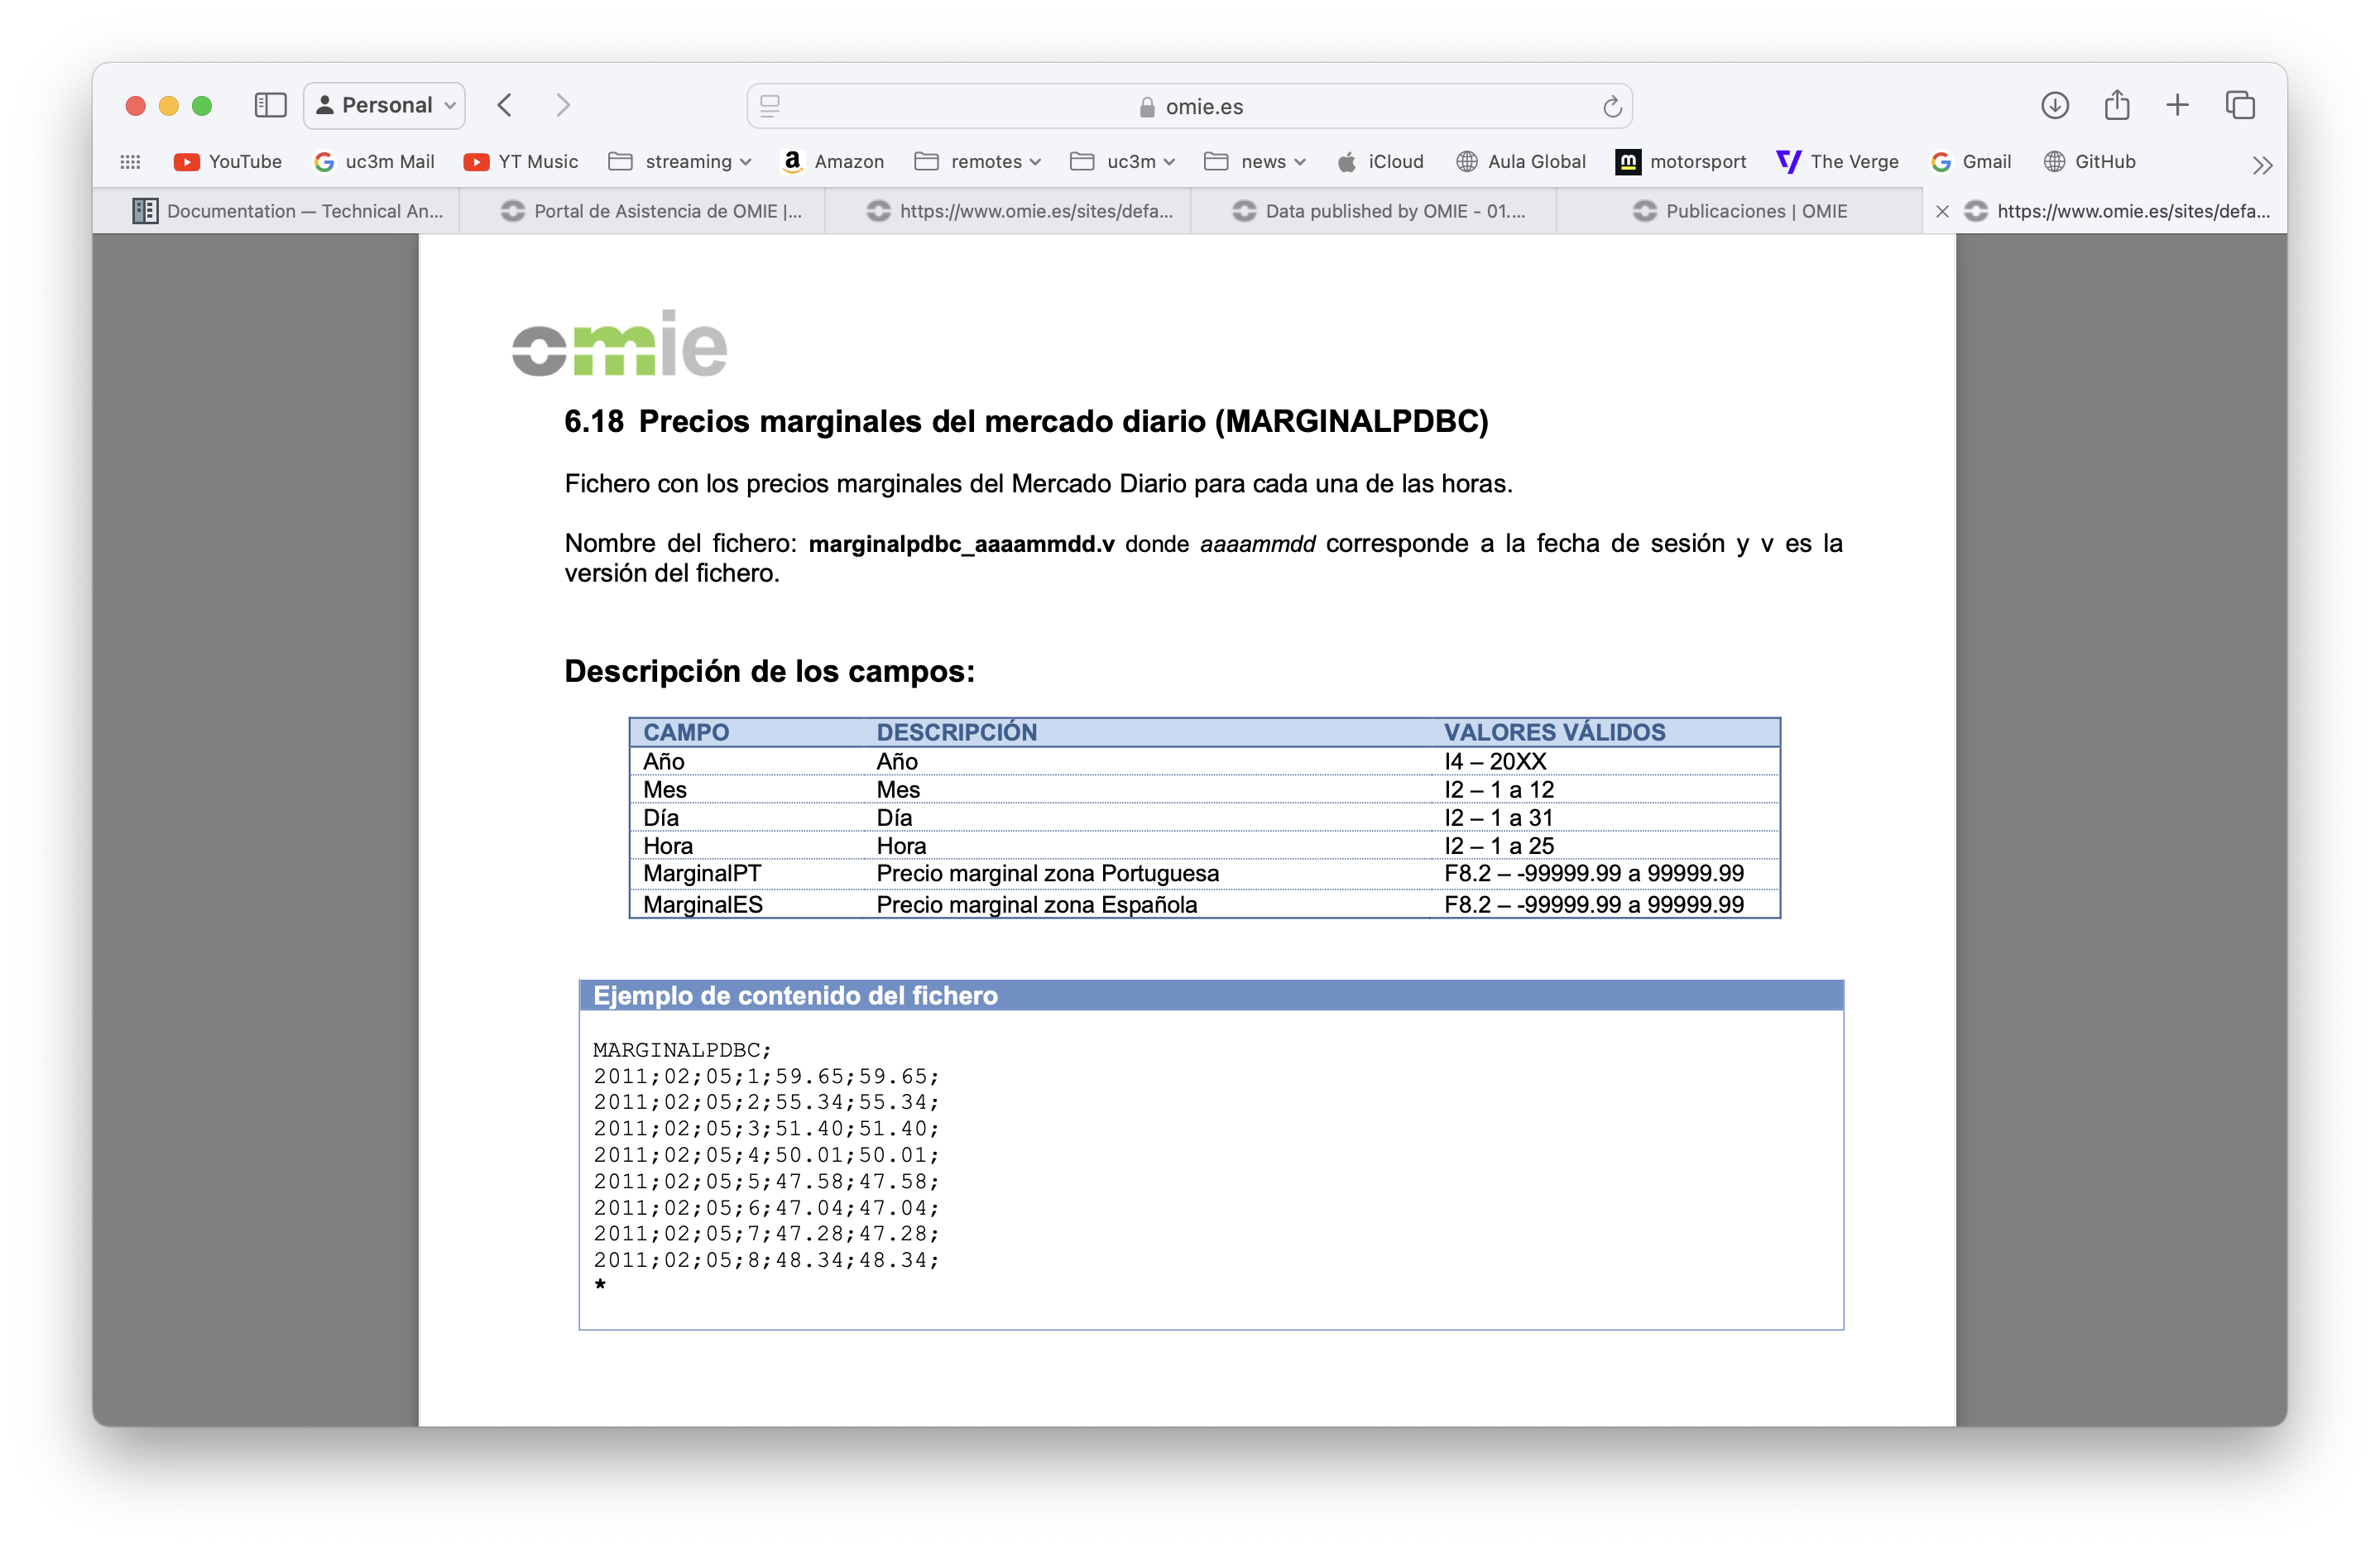 Personal
omie.es
YouTube
uc3m Mail
YT Music
streaming
Amazon
remotes
uc3m
news
iCloud
Aula Global
motorsport
The Verge
Gmail
GitHub
Documentation — Technical An...
Portal de Asistencia de OMIE |...
https://www.omie.es/sites/defa...
Data published by OMIE - 01....
Publicaciones | OMIE
https://www.omie.es/sites/defa...
omie
6.18 Precios marginales del mercado diario (MARGINALPDBC)
Fichero con los precios marginales del Mercado Diario para cada una de las horas.
Nombre del fichero: marginalpdbc_aaaammdd.v donde aaaammdd corresponde a la fecha de sesión y v es la
versión del fichero.
Descripción de los campos:
CAMPO DESCRIPCIÓN VALORES VÁLIDOS
Año Año I4 – 20XX
Mes Mes I2 – 1 a 12
Día Día I2 – 1 a 31
Hora Hora I2 – 1 a 25
MarginalPT Precio marginal zona Portuguesa F8.2 – -99999.99 a 99999.99
MarginalES Precio marginal zona Española F8.2 – -99999.99 a 99999.99
Ejemplo de contenido del fichero
MARGINALPDBC;
2011;02;05;1;59.65;59.65;
2011;02;05;2;55.34;55.34;
2011;02;05;3;51.40;51.40;
2011;02;05;4;50.01;50.01;
2011;02;05;5;47.58;47.58;
2011;02;05;6;47.04;47.04;
2011;02;05;7;47.28;47.28;
2011;02;05;8;48.34;48.34;
*